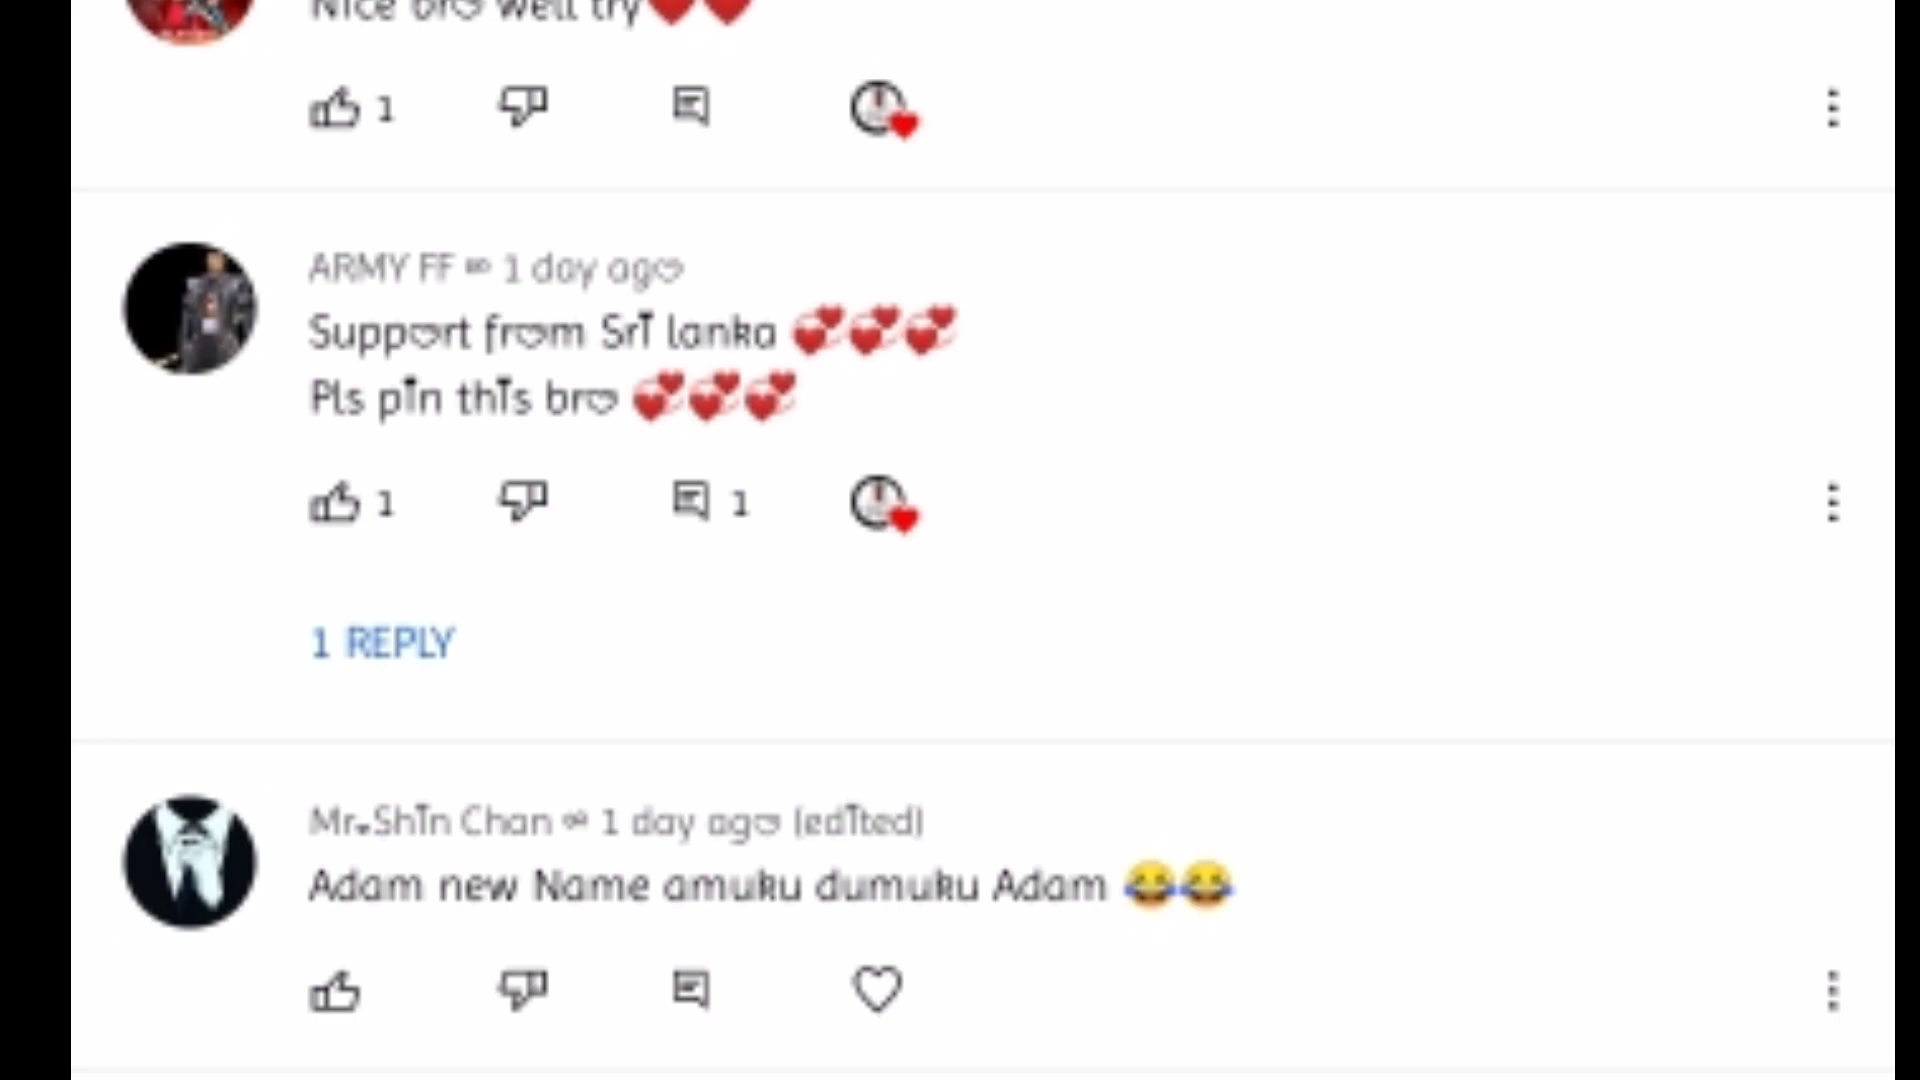 Nice bro well try❤️❤️
1
ARMY FF • 1 day ago
Support from Sri lanka 💞💞💞
Pls pin this bro 💞💞💞
1 1
1 REPLY
Mr.Shin Chan • 1 day ago (edited)
Adam new Name amuku dumuku Adam 😂😂